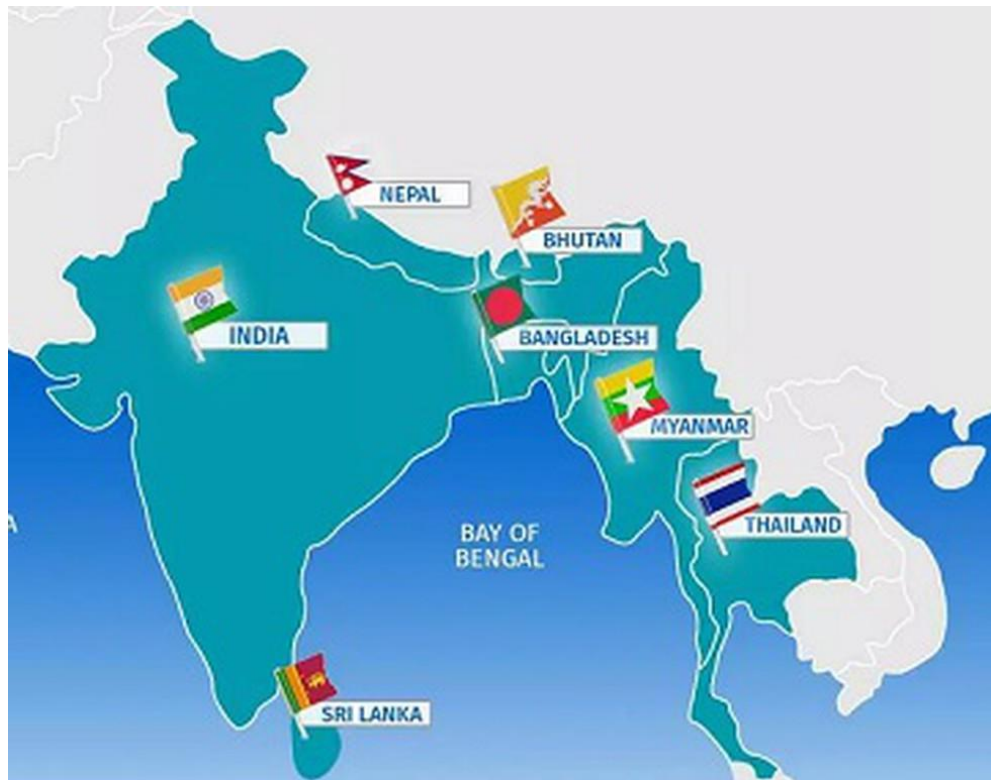 NEPAL
BHUTAN
INDIA
BANGLADESH
MYANMAR
THAILAND
BAY OF
BENGAL
SRI LANKA
A